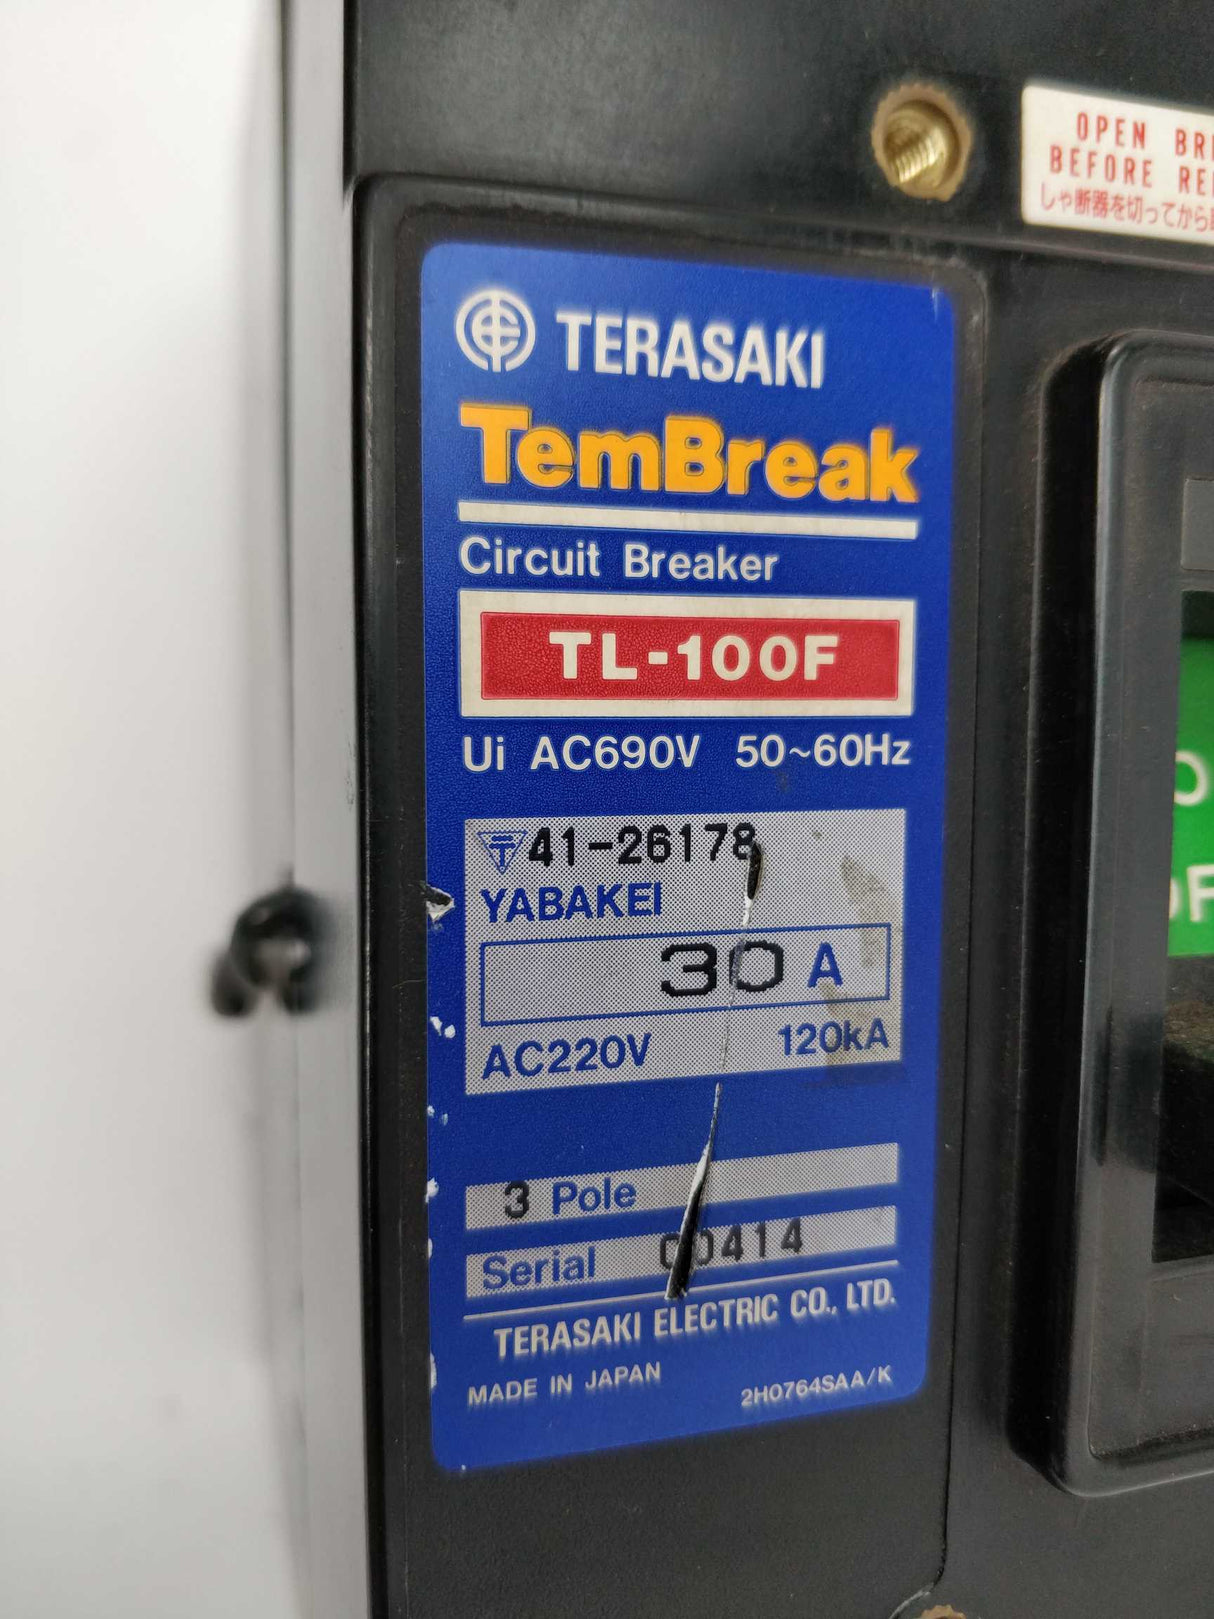 OPEN
BEFORE
しゃ断器を切ってから
TERASAKI
TemBreak
Circuit Breaker
TL-100F
Ui AC690V 50~60Hz
41-26178
YABAKEI
30 A
AC220V 120kA
3 Pole
Serial 00414
TERASAKI ELECTRIC CO., LTD.
MADE IN JAPAN 2H0764SAA/K